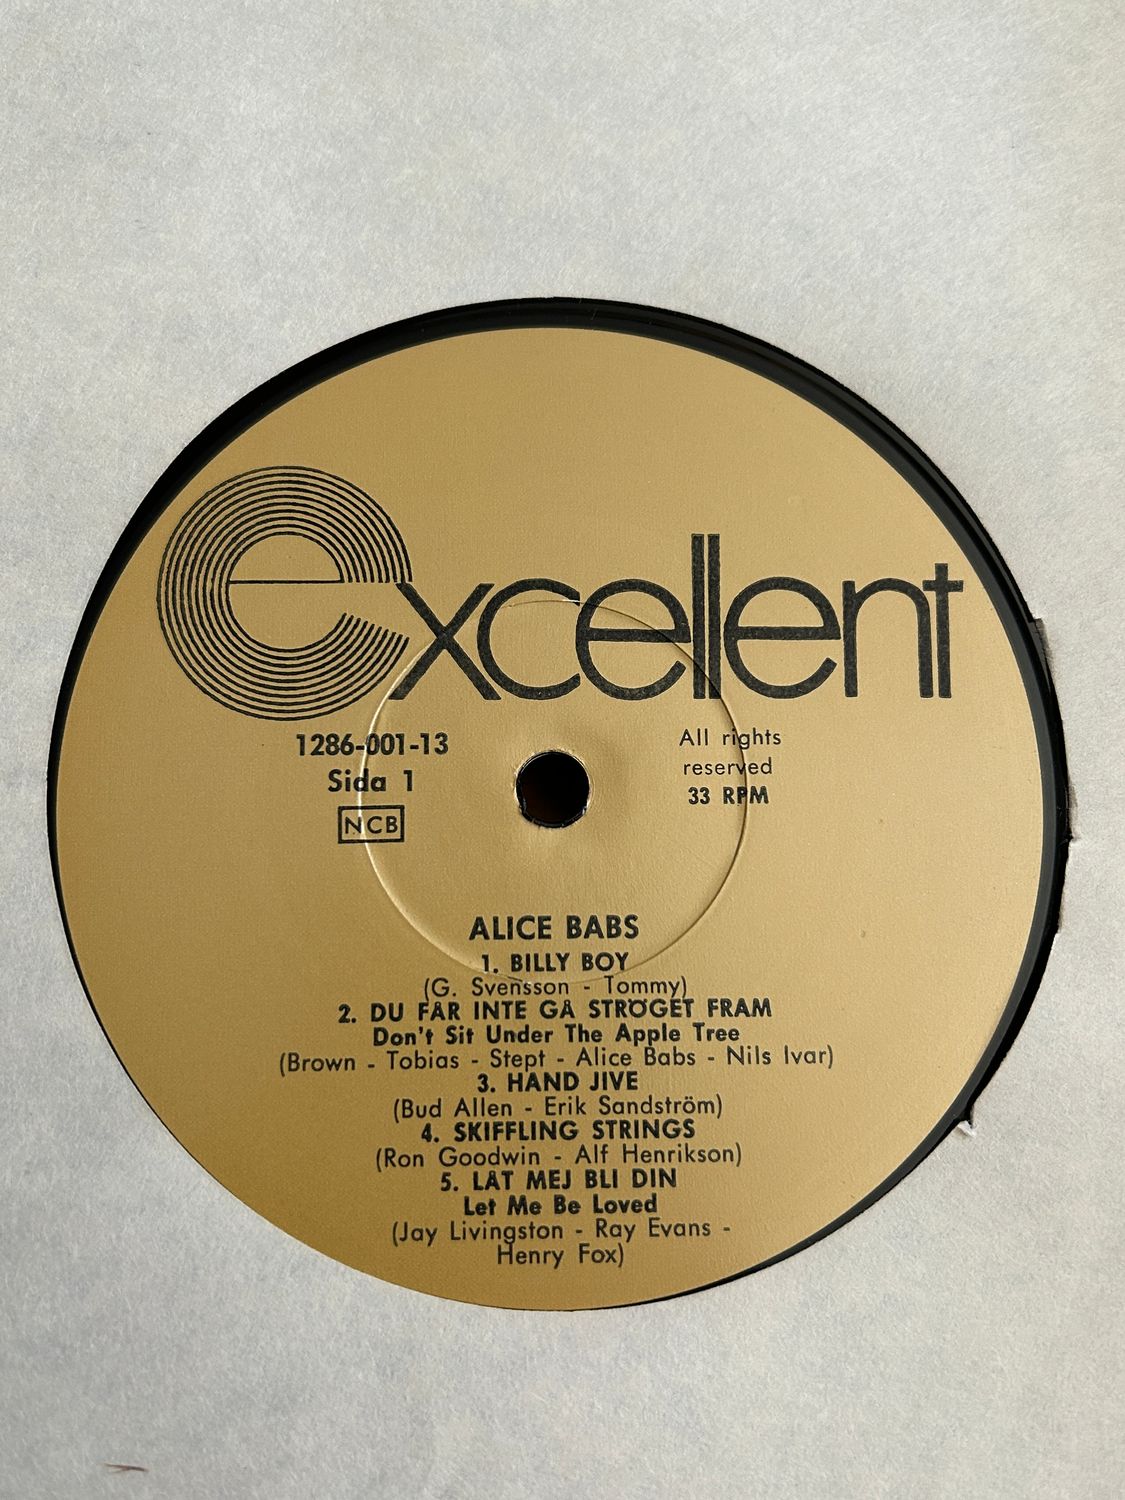 excellent
1286-001-13
Sida 1
NCB
All rights
reserved
33 RPM
ALICE BABS
1. BILLY BOY
(G. Svensson - Tommy)
2. DU FÅR INTE GÅ STRÖGET FRAM
Don't Sit Under The Apple Tree
(Brown - Tobias - Stept - Alice Babs - Nils Ivar)
3. HAND JIVE
(Bud Allen - Erik Sandström)
4. SKIFFLING STRINGS
(Ron Goodwin - Alf Henrikson)
5. LÅT MEJ BLI DIN
Let Me Be Loved
(Jay Livingston - Ray Evans -
Henry Fox)